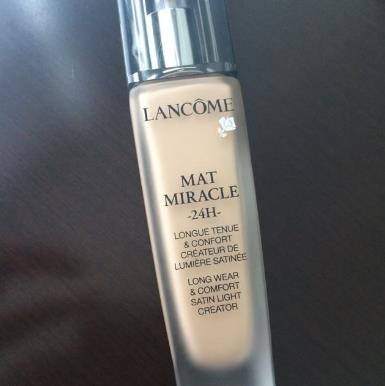 LANCÔME
MAT
MIRACLE
-24H-
LONGUE TENUE
& CONFORT
CRÉATEUR DE
LUMIÈRE SATINÉE
LONG WEAR
& COMFORT
SATIN LIGHT
CREATOR